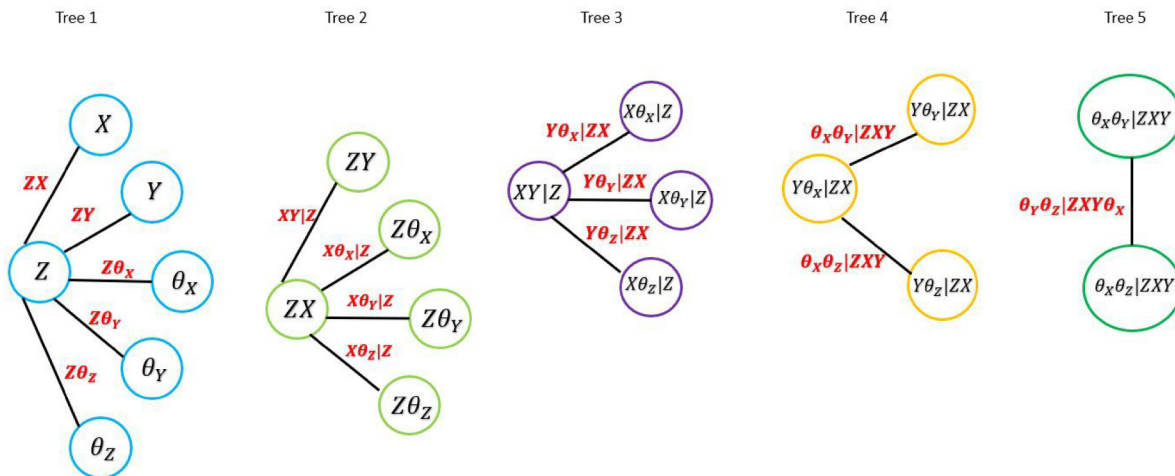 Tree 1
Tree 2
Tree 3
Tree 4
Tree 5
X
ZX
Y
ZY
Z
Zθ_X
θ_X
Zθ_Y
θ_Y
Zθ_Z
θ_Z
ZY
XY|Z
Zθ_X
Xθ_X|Z
ZX
Xθ_Y|Z
Zθ_Y
Xθ_Z|Z
Zθ_Z
Xθ_X|Z
Yθ_X|ZX
XY|Z
Yθ_Y|ZX
Xθ_Y|Z
Yθ_Z|ZX
Xθ_Z|Z
Yθ_Y|ZX
θ_Xθ_Y|ZXY
Yθ_X|ZX
θ_Xθ_Z|ZXY
Yθ_Z|ZX
θ_Xθ_Y|ZXY
θ_Yθ_Z|ZXYθ_X
θ_Xθ_Z|ZXY